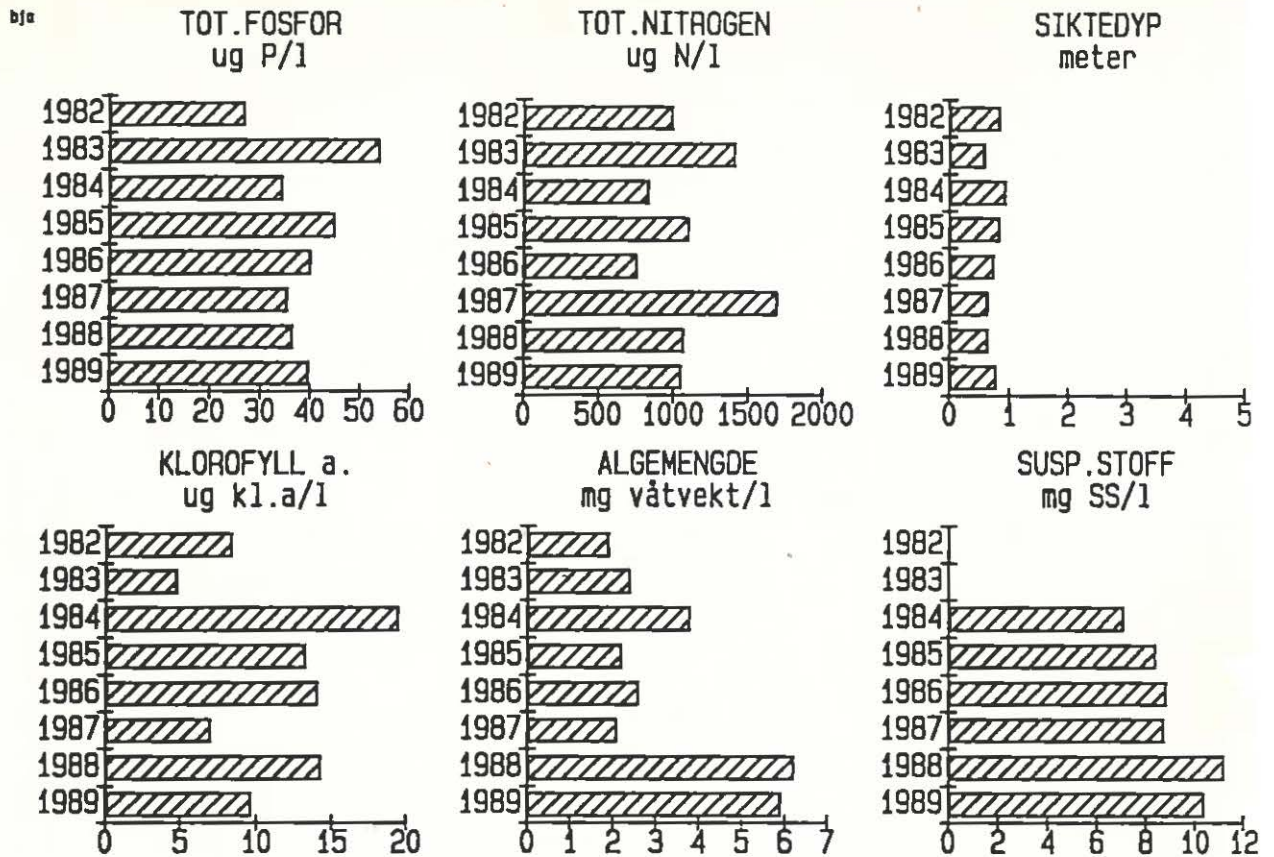 bja
TOT.FOSFOR
ug P/l
1982
1983
1984
1985
1986
1987
1988
1989
0 10 20 30 40 50 60
TOT.NITROGEN
ug N/l
1982
1983
1984
1985
1986
1987
1988
1989
0 500 1000 1500 2000
SIKTEDYP
meter
1982
1983
1984
1985
1986
1987
1988
1989
0 1 2 3 4 5
KLOROFYLL a.
ug kl.a/l
1982
1983
1984
1985
1986
1987
1988
1989
0 5 10 15 20
ALGEMENGDE
mg våtvekt/l
1982
1983
1984
1985
1986
1987
1988
1989
0 1 2 3 4 5 6 7
SUSP.STOFF
mg SS/l
1982
1983
1984
1985
1986
1987
1988
1989
0 2 4 6 8 10 12